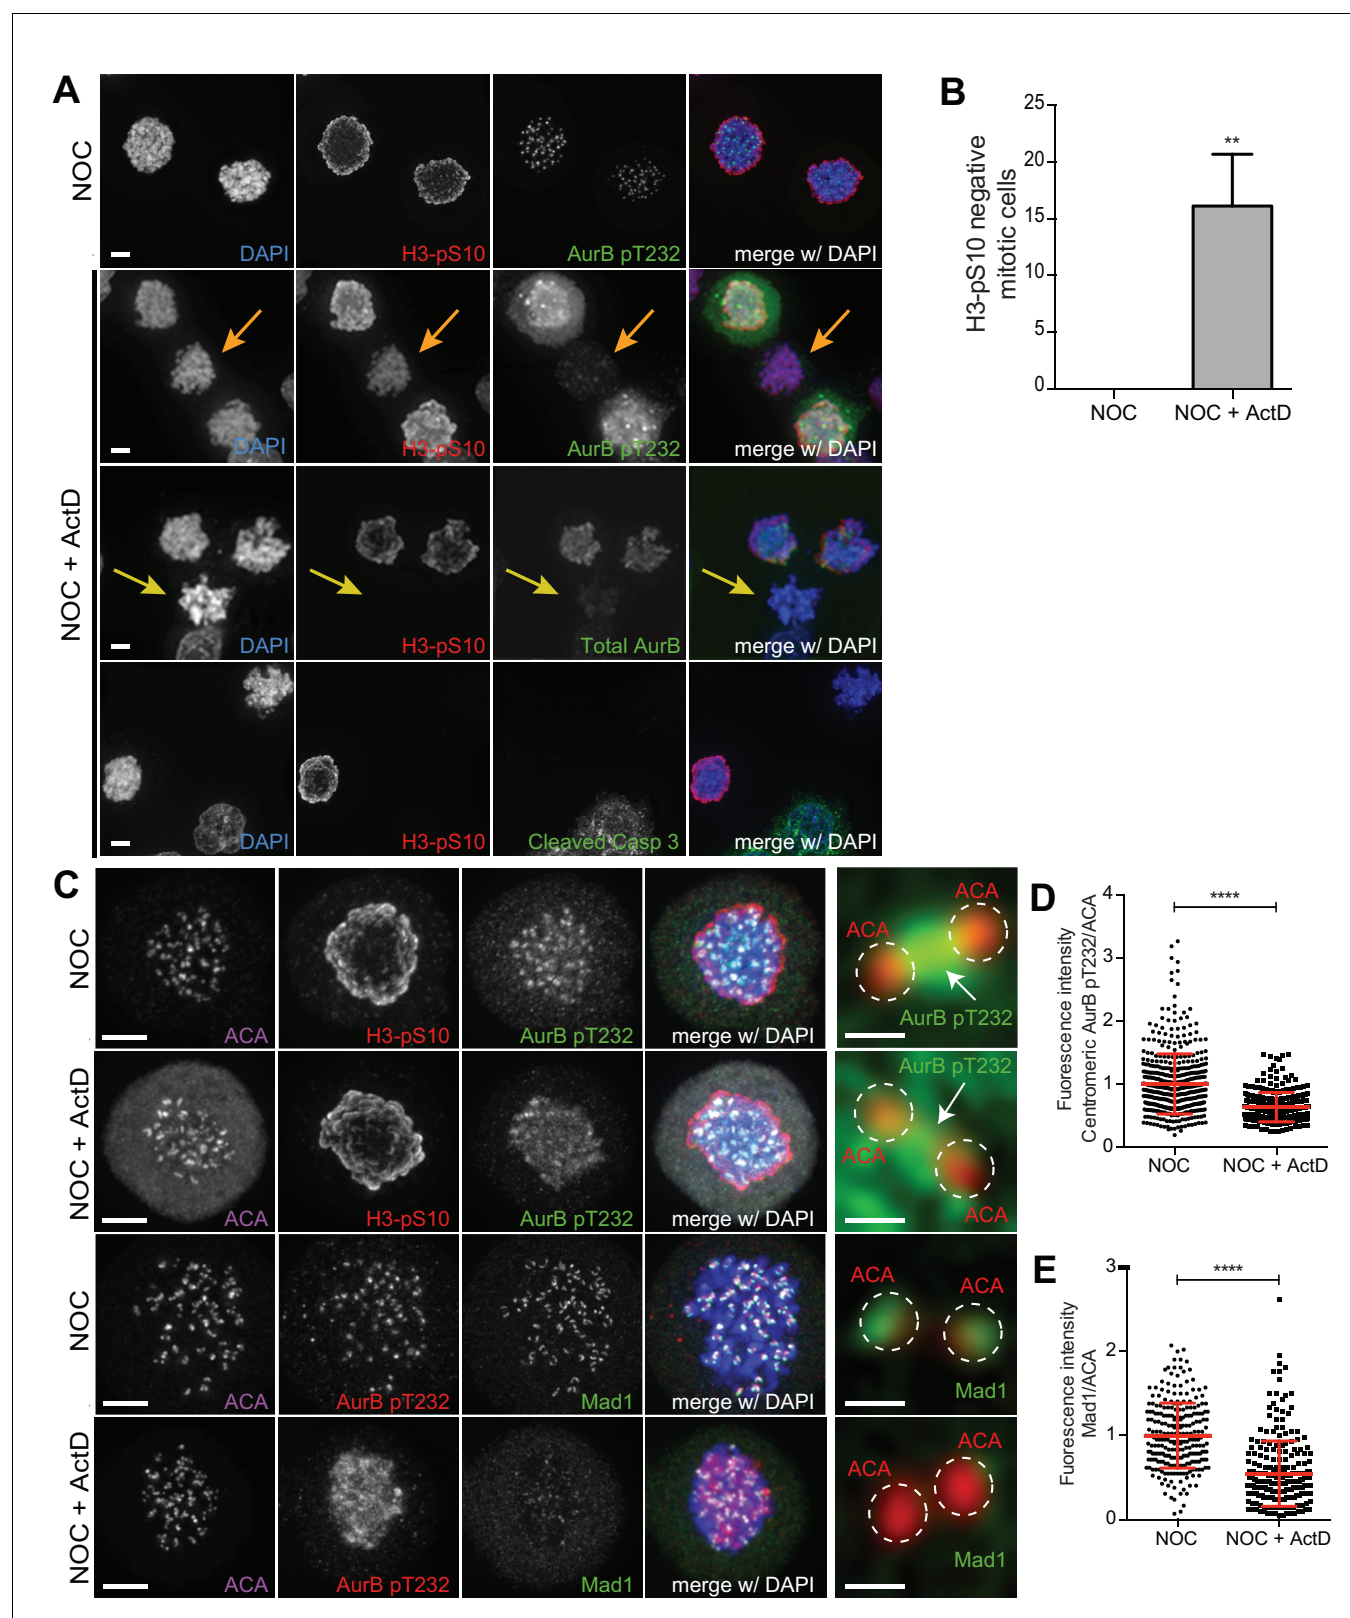 A
NOC
DAPI
H3-pS10
AurB pT232
merge w/ DAPI
NOC + ActD
DAPI
H3-pS10
AurB pT232
merge w/ DAPI
DAPI
H3-pS10
Total AurB
merge w/ DAPI
DAPI
H3-pS10
Cleaved Casp 3
merge w/ DAPI
B
H3-pS10 negative
mitotic cells
25
20
15
10
5
0
**
NOC
NOC + ActD
C
NOC
ACA
H3-pS10
AurB pT232
merge w/ DAPI
ACA
ACA
AurB pT232
NOC + ActD
ACA
H3-pS10
AurB pT232
merge w/ DAPI
AurB pT232
ACA
ACA
NOC
ACA
AurB pT232
Mad1
merge w/ DAPI
ACA
ACA
Mad1
NOC + ActD
ACA
AurB pT232
Mad1
merge w/ DAPI
ACA
ACA
Mad1
D
Fuorescence intensity
Centromeric AurB pT232/ACA
4
3
2
1
0
****
NOC
NOC + ActD
E
Fuorescence intensity
Mad1/ACA
3
2
1
0
****
NOC
NOC + ActD